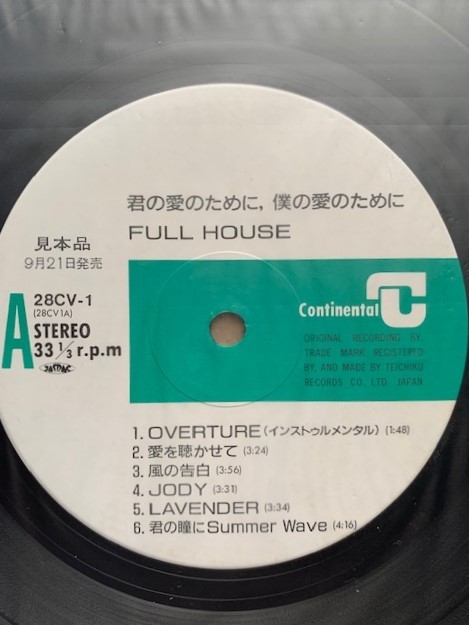 君の愛のために, 僕の愛のために
FULL HOUSE
見本品
9月21日発売
A
28CV-1
(28CV1A)
STEREO
33 1/3 r.p.m
JASRAC
Continental
ORIGINAL RECORDING BY,
TRADE MARK REGISTERED
BY, AND MADE BY TEICHIKU
RECORDS CO., LTD. JAPAN
1. OVERTURE(インストゥルメンタル) (1:48)
2. 愛を聴かせて (3:24)
3. 風の告白 (3:56)
4. JODY (3:31)
5. LAVENDER (3:34)
6. 君の瞳にSummer Wave (4:16)